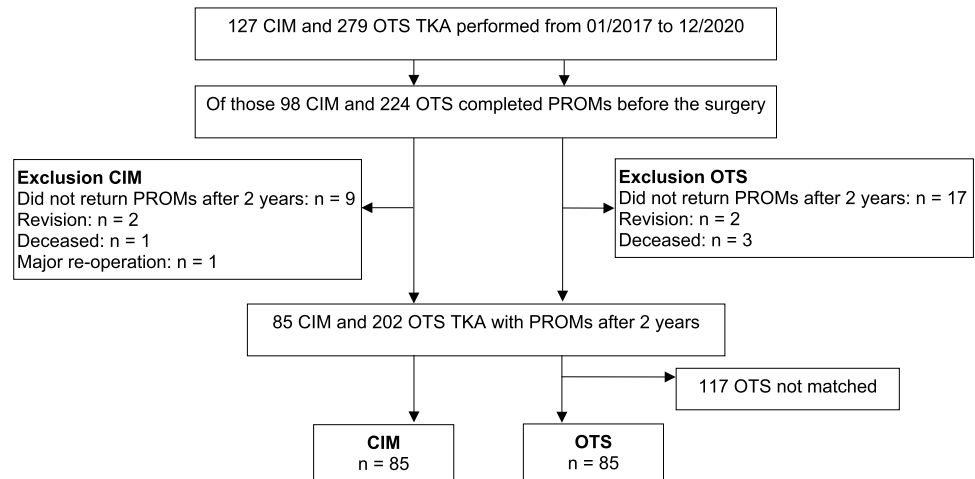 127 CIM and 279 OTS TKA performed from 01/2017 to 12/2020
Of those 98 CIM and 224 OTS completed PROMs before the surgery
Exclusion CIM
Did not return PROMs after 2 years: n = 9
Revision: n = 2
Deceased: n = 1
Major re-operation: n = 1
Exclusion OTS
Did not return PROMs after 2 years: n = 17
Revision: n = 2
Deceased: n = 3
85 CIM and 202 OTS TKA with PROMs after 2 years
117 OTS not matched
CIM
n = 85
OTS
n = 85